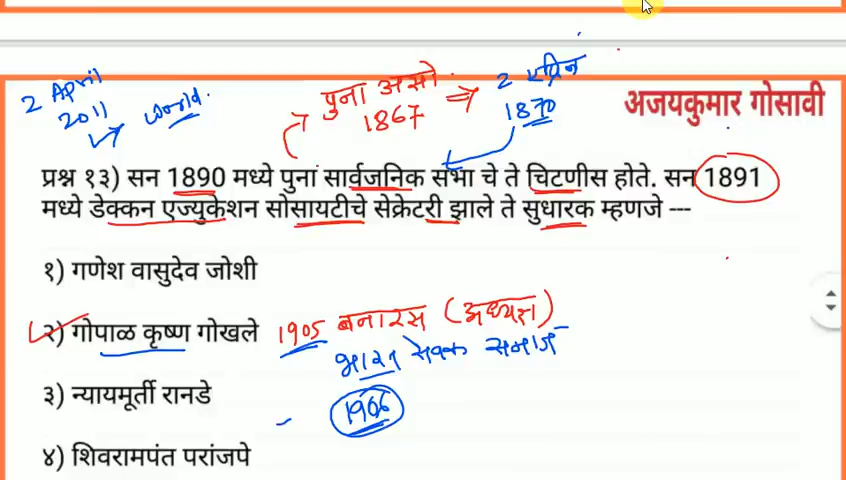 2 April
2011
पुना असो.
1867
⇒ 2 एप्रिल
1870
अजयकुमार गोसावी
प्रश्न १३) सन 1890 मध्ये पुना सार्वजनिक सभा चे ते चिटणीस होते. सन 1891
मध्ये डेक्कन एज्युकेशन सोसायटीचे सेक्रेटरी झाले ते सुधारक म्हणजे ---
१) गणेश वासुदेव जोशी
२) गोपाळ कृष्ण गोखले
1905 बनारस (अध्यक्ष)
भारत सेवक समाज
1906
३) न्यायमूर्ती रानडे
४) शिवरामपंत परांजपे